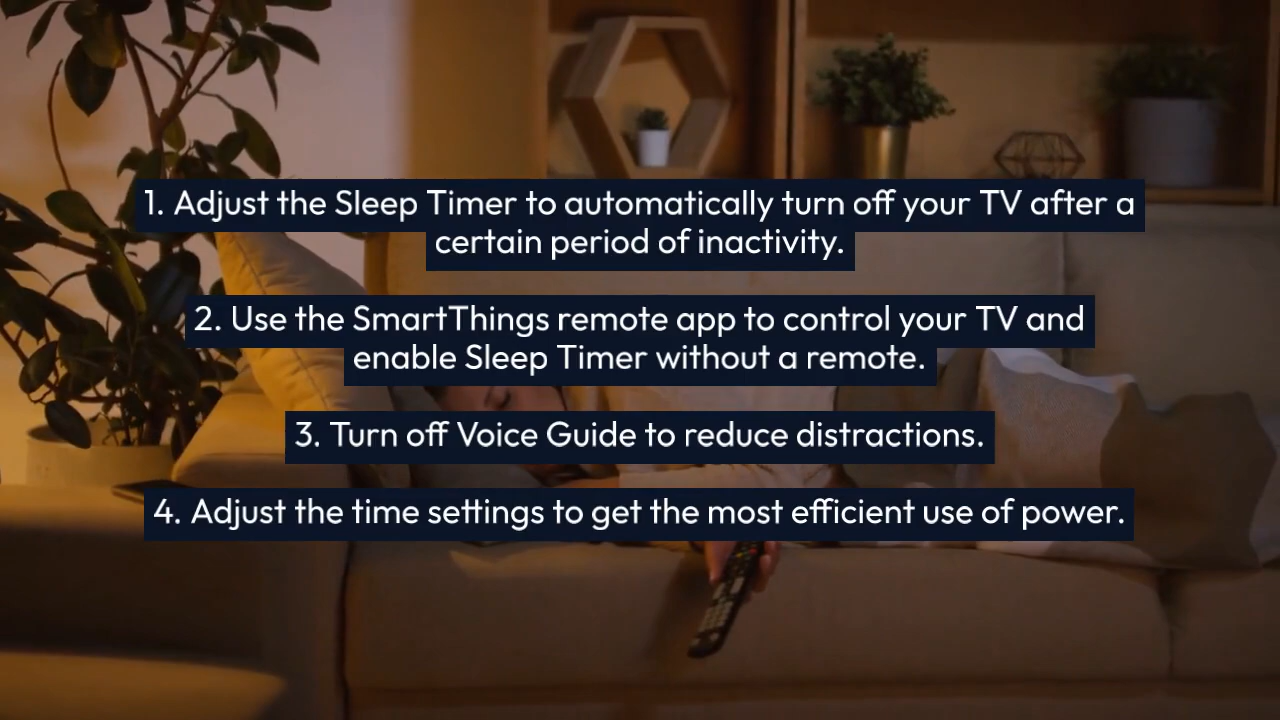 1. Adjust the Sleep Timer to automatically turn off your TV after a
certain period of inactivity.
2. Use the SmartThings remote app to control your TV and
enable Sleep Timer without a remote.
3. Turn off Voice Guide to reduce distractions.
4. Adjust the time settings to get the most efficient use of power.